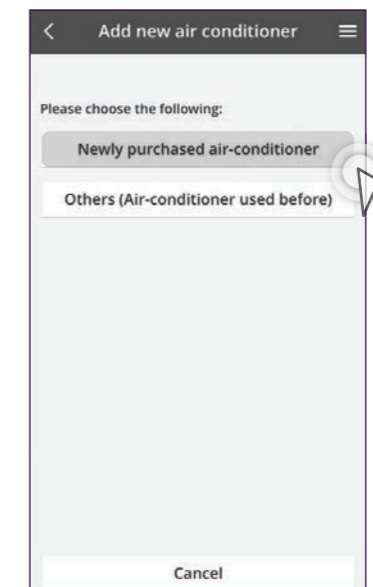 Add new air conditioner
Please choose the following:
Newly purchased air-conditioner
Others (Air-conditioner used before)
Cancel